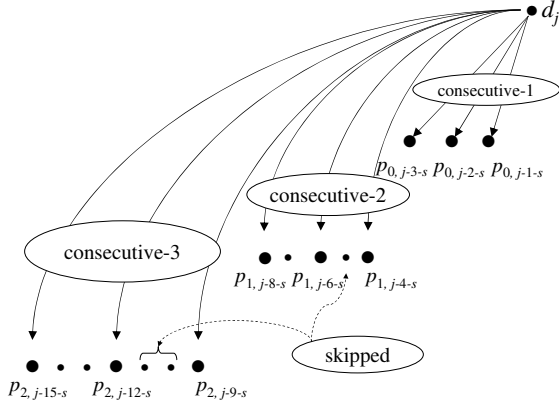 d_j
consecutive-1
p_{0, j-3-s} p_{0, j-2-s} p_{0, j-1-s}
consecutive-2
consecutive-3
p_{1, j-8-s} p_{1, j-6-s} p_{1, j-4-s}
skipped
p_{2, j-15-s} p_{2, j-12-s} p_{2, j-9-s}